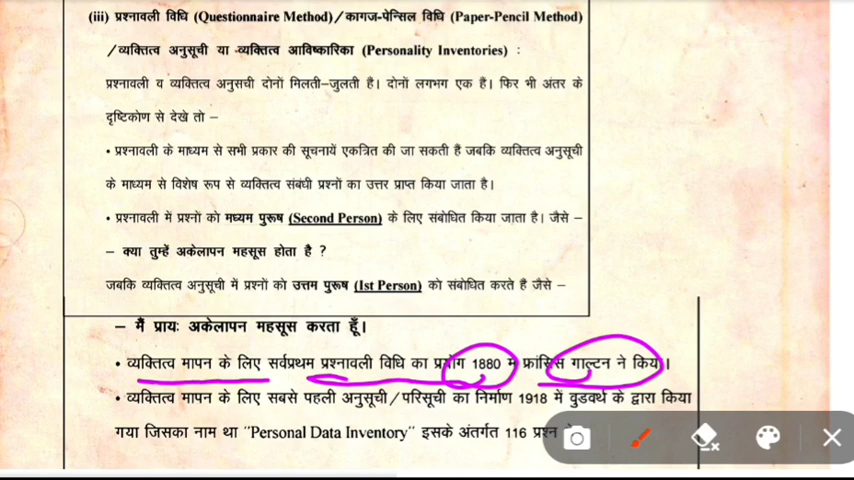 (iii) प्रश्नावली विधि (Questionnaire Method)/कागज-पेन्सिल विधि (Paper-Pencil Method)
/व्यक्तित्व अनुसूची या व्यक्तित्व आविष्कारिका (Personality Inventories) :
प्रश्नावली व व्यक्तित्व अनुसची दोनों मिलती-जुलती है। दोनों लगभग एक है। फिर भी अंतर के
दृष्टिकोण से देखे तो –
• प्रश्नावली के माध्यम से सभी प्रकार की सूचनायें एकत्रित की जा सकती हैं जबकि व्यक्तित्व अनुसूची
के माध्यम से विशेष रूप से व्यक्तित्व संबंधी प्रश्नों का उत्तर प्राप्त किया जाता है।
• प्रश्नावली में प्रश्नों को मध्यम पुरूष (Second Person) के लिए संबोधित किया जाता है। जैसे –
– क्या तुम्हें अकेलापन महसूस होता है ?
जबकि व्यक्तित्व अनुसूची में प्रश्नों को उत्तम पुरूष (Ist Person) को संबोधित करते हैं जैसे –
– मैं प्रायः अकेलापन महसूस करता हूँ।
• व्यक्तित्व मापन के लिए सर्वप्रथम प्रश्नावली विधि का प्रयोग 1880 में फ्रांसिस गाल्टन ने किया।
• व्यक्तित्व मापन के लिए सबसे पहली अनुसूची/परिसूची का निर्माण 1918 में वुडवर्थ के द्वारा किया
गया जिसका नाम था "Personal Data Inventory" इसके अंतर्गत 116 प्रश्न